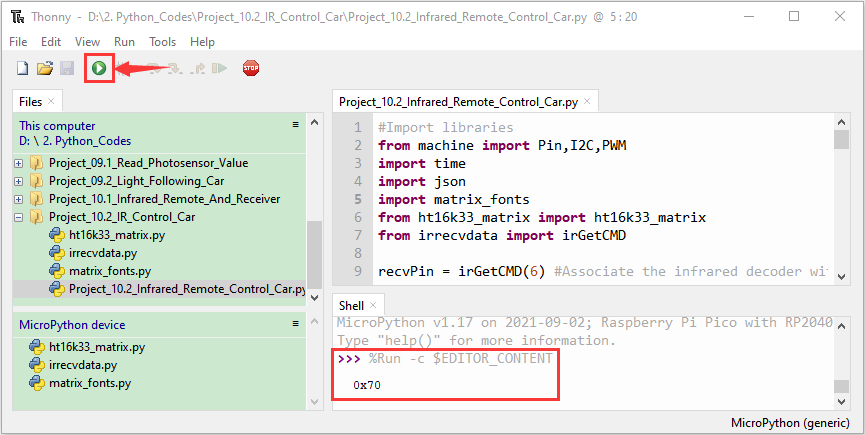 Thonny - D:\2. Python_Codes\Project_10.2_IR_Control_Car\Project_10.2_Infrared_Remote_Control_Car.py @ 5 : 20
File Edit View Run Tools Help
STOP
Files
This computer
D: \ 2. Python_Codes
Project_09.1_Read_Photosensor_Value
Project_09.2_Light_Following_Car
Project_10.1_Infrared_Remote_And_Receiver
Project_10.2_IR_Control_Car
ht16k33_matrix.py
irrecvdata.py
matrix_fonts.py
Project_10.2_Infrared_Remote_Control_Car.py
MicroPython device
ht16k33_matrix.py
irrecvdata.py
matrix_fonts.py
Project_10.2_Infrared_Remote_Control_Car.py
1 #Import libraries
2 from machine import Pin,I2C,PWM
3 import time
4 import json
5 import matrix_fonts
6 from ht16k33_matrix import ht16k33_matrix
7 from irrecvdata import irGetCMD
8
9 recvPin = irGetCMD(6) #Associate the infrared decoder wi
Shell
MicroPython v1.17 on 2021-09-02; Raspberry Pi Pico with RP2040
Type "help()" for more information.
>>> %Run -c $EDITOR_CONTENT
0x70
MicroPython (generic)